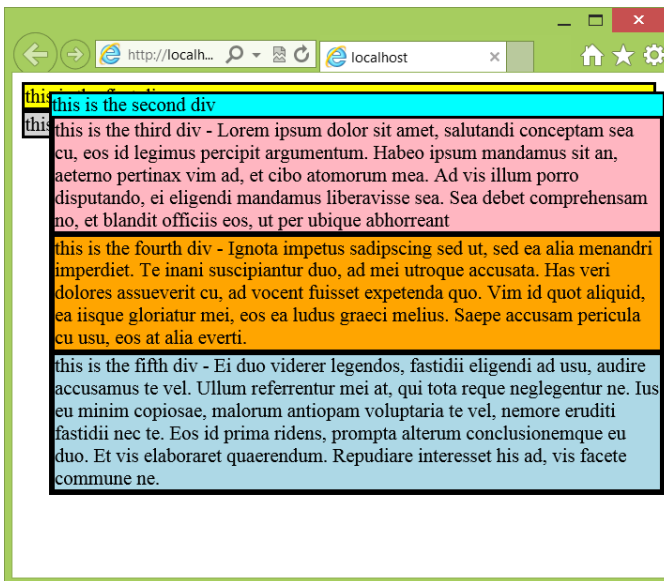 http://localh...
localhost
this
this is the second div
this
this is the third div - Lorem ipsum dolor sit amet, salutandi conceptam sea
cu, eos id legimus percipit argumentum. Habeo ipsum mandamus sit an,
aeterno pertinax vim ad, et cibo atomorum mea. Ad vis illum porro
disputando, ei eligendi mandamus liberavisse sea. Sea debet comprehensam
no, et blandit officiis eos, ut per ubique abhorreant
this is the fourth div - Ignota impetus sadipscing sed ut, sed ea alia menandri
imperdiet. Te inani suscipiantur duo, ad mei utroque accusata. Has veri
dolores assueverit cu, ad vocent fuisset expetenda quo. Vim id quot aliquid,
ea iisque gloriatur mei, eos ea ludus graeci melius. Saepe accusam pericula
cu usu, eos at alia everti.
this is the fifth div - Ei duo viderer legendos, fastidii eligendi ad usu, audire
accusamus te vel. Ullum referrentur mei at, qui tota reque neglegentur ne. Ius
eu minim copiosae, malorum antiopam voluptaria te vel, nemore eruditi
fastidii nec te. Eos id prima ridens, prompta alterum conclusionemque eu
duo. Et vis elaboraret quaerendum. Repudiare interesset his ad, vis facete
commune ne.